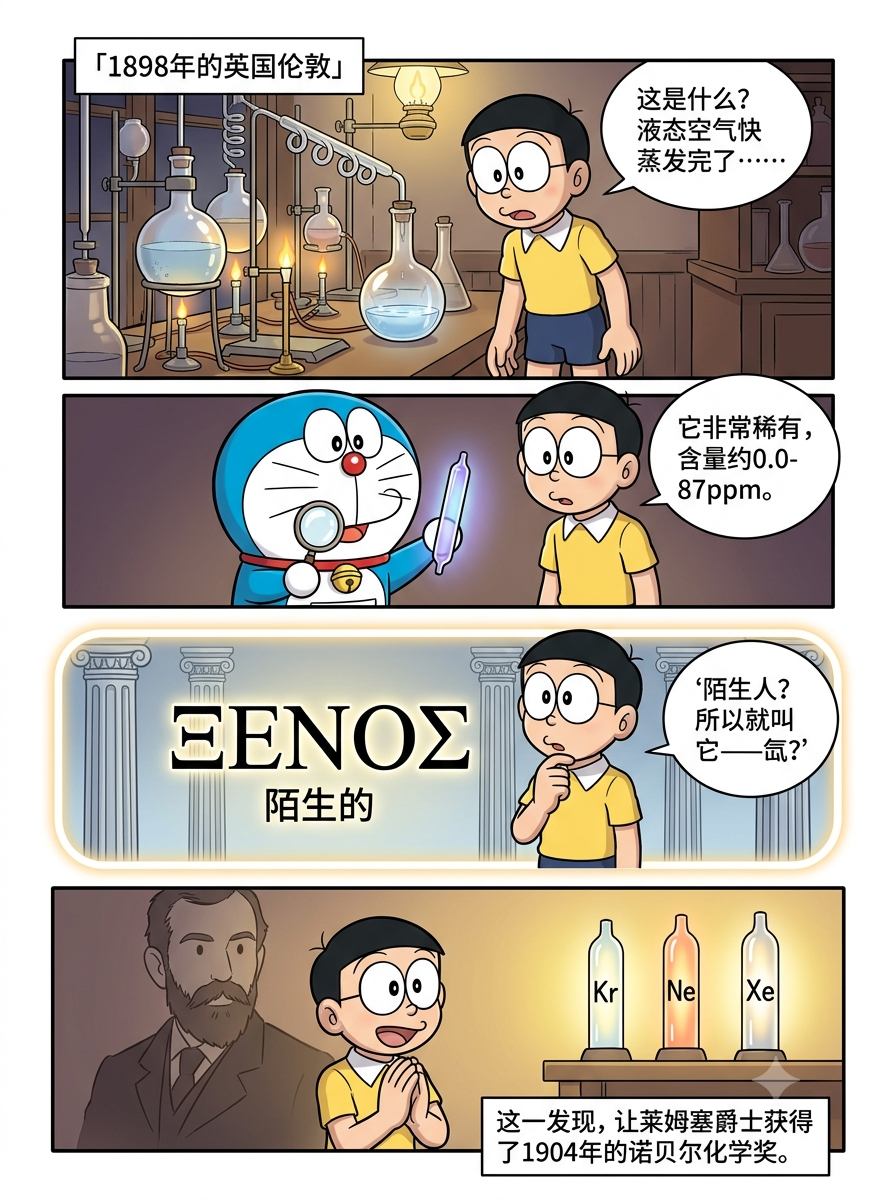 「1898年的英国伦敦」
这是什么？
液态空气快
蒸发完了……
它非常稀有，
含量约0.0-
87ppm。
ΞΕΝΟΣ
陌生的
‘陌生人？
所以就叫
它——氙？’
Kr
Ne
Xe
这一发现，让莱姆塞爵士获得
了1904年的诺贝尔化学奖。